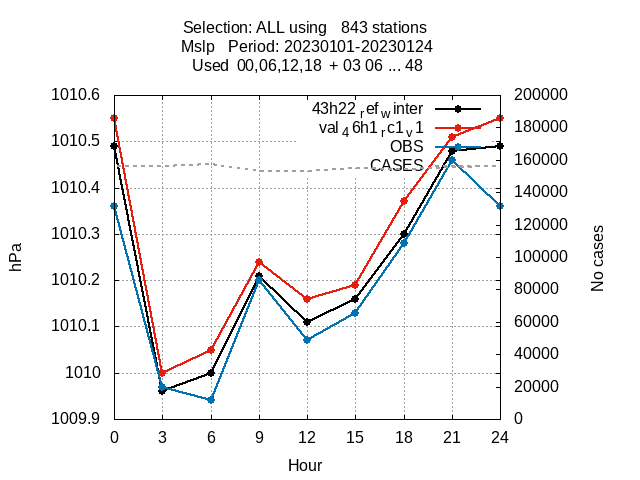 Selection: ALL using   843 stations
Mslp   Period: 20230101-20230124
Used  00,06,12,18  + 03 06 ... 48
43h22_ref_winter
val_46h1_rc1_v1
OBS
CASES
1010.6
1010.5
1010.4
1010.3
1010.2
1010.1
1010
1009.9
hPa
200000
180000
160000
140000
120000
100000
80000
60000
40000
20000
0
No cases
0 3 6 9 12 15 18 21 24
Hour